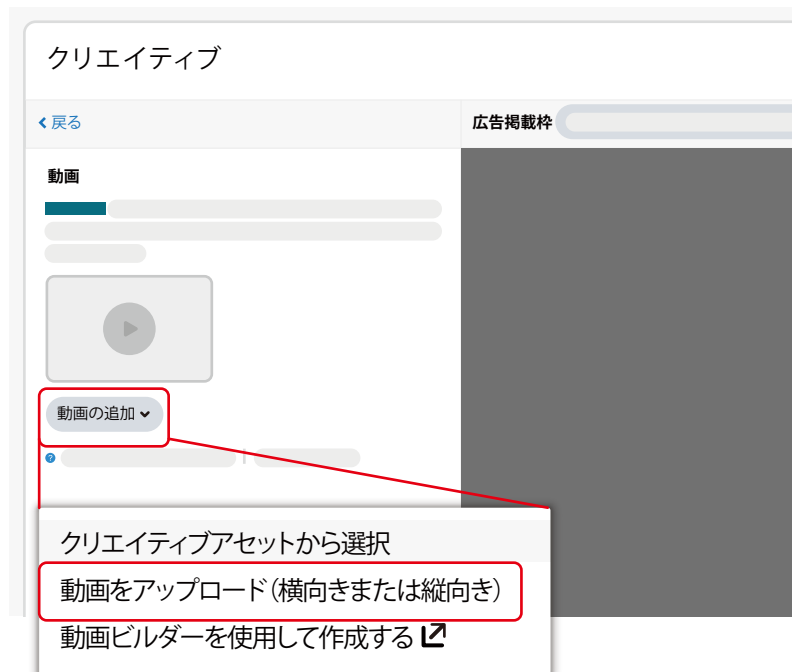 クリエイティブ
戻る
広告掲載枠
動画
動画の追加
クリエイティブアセットから選択
動画をアップロード(横向きまたは縦向き)
動画ビルダーを使用して作成する